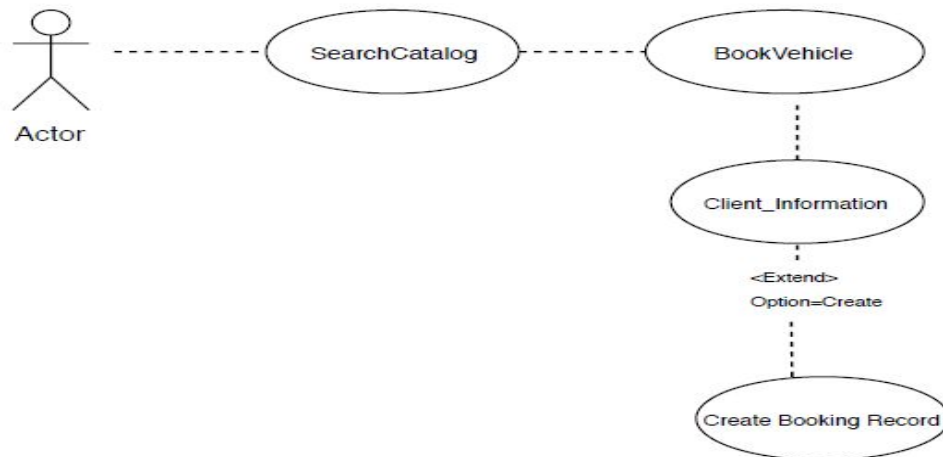 SearchCatalog
BookVehicle
Actor
Client_Information
<Extend>
Option=Create
Create Booking Record